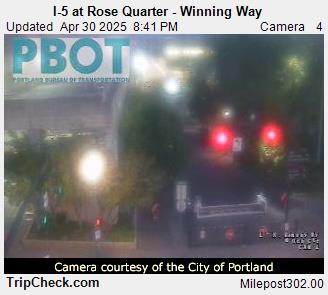 I-5 at Rose Quarter - Winning Way
Updated Apr 30 2025 8:41 PM Camera 4
PBOT
PORTLAND BUREAU OF TRANSPORTATION
Camera courtesy of the City of Portland
TripCheck.com Milepost302.00